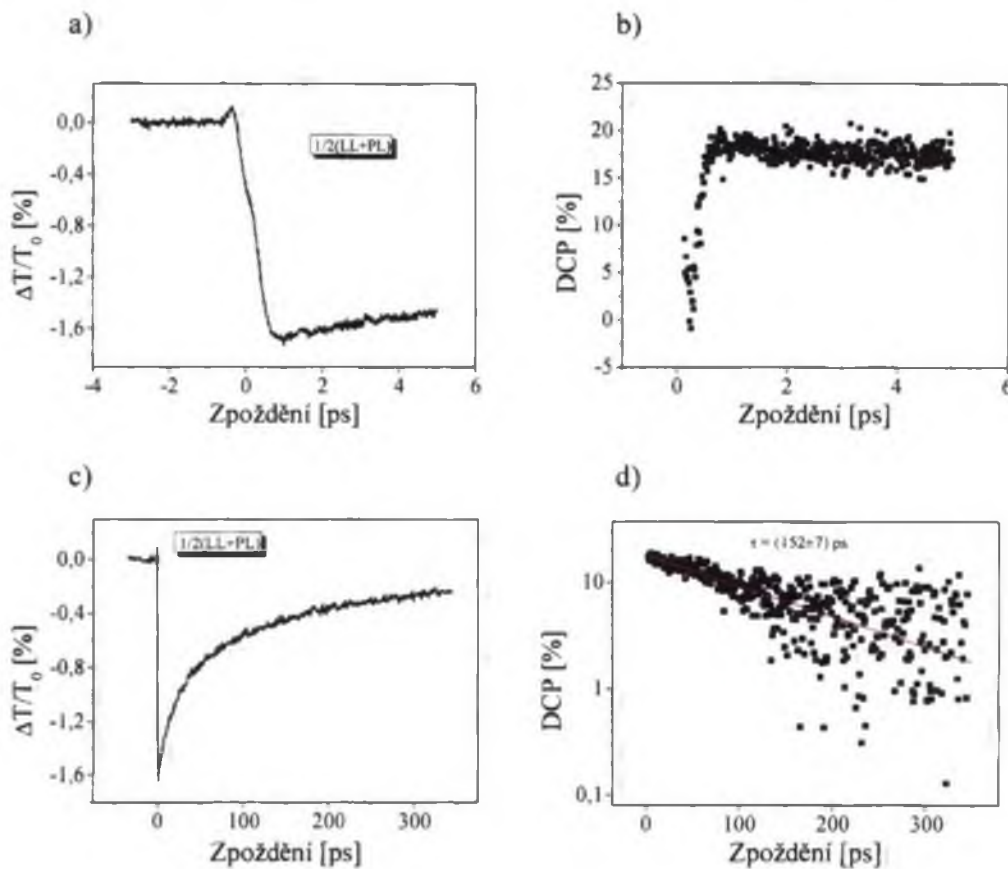 a)
0,0
-0,4
-0,8
-1,2
-1,6
ΔT/T0 [%]
1/2(LL+PL)
-4 -2 0 2 4 6
Zpoždění [ps]
b)
25
20
15
10
5
0
-5
DCP [%]
0 2 4 6
Zpoždění [ps]
c)
0,0
-0,4
-0,8
-1,2
-1,6
ΔT/T0 [%]
1/2(LL+PL)
0 100 200 300
Zpoždění [ps]
d)
10
1
0,1
DCP [%]
τ = (152±7) ps
0 100 200 300
Zpoždění [ps]